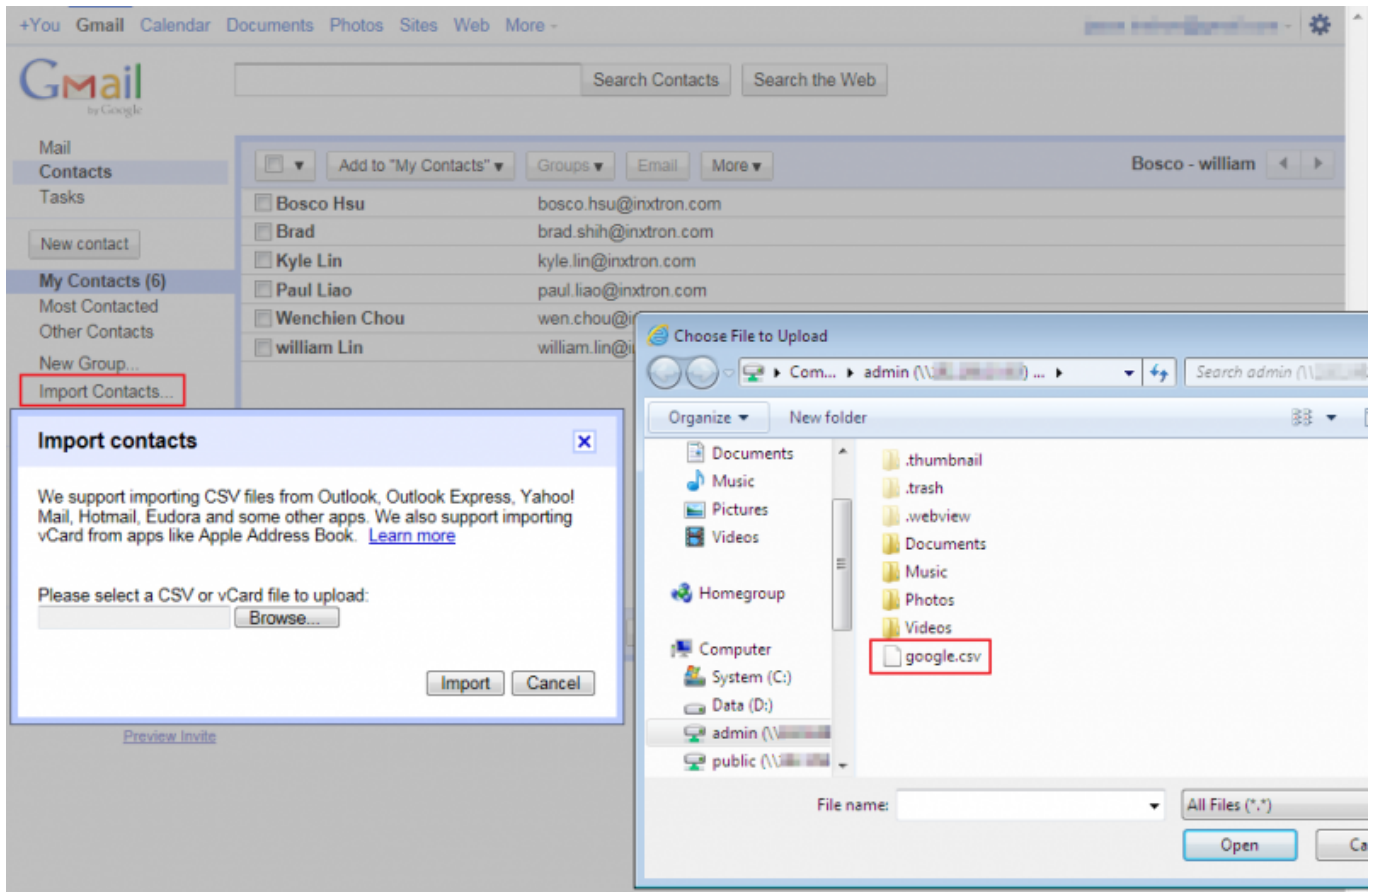 +You Gmail Calendar Documents Photos Sites Web More
Gmail
by Google
Search Contacts Search the Web
Mail
Contacts
Tasks
Add to "My Contacts" Groups Email More Bosco - william
Bosco Hsu bosco.hsu@inxtron.com
Brad brad.shih@inxtron.com
Kyle Lin kyle.lin@inxtron.com
Paul Liao paul.liao@inxtron.com
Wenchien Chou wen.chou@i
william Lin william.lin@i
New contact
My Contacts (6)
Most Contacted
Other Contacts
New Group...
Import Contacts...
Import contacts
We support importing CSV files from Outlook, Outlook Express, Yahoo!
Mail, Hotmail, Eudora and some other apps. We also support importing
vCard from apps like Apple Address Book. Learn more
Please select a CSV or vCard file to upload:
Browse...
Import Cancel
Preview Invite
Choose File to Upload
Com... admin (\\ ) ... Search admin (\\
Organize New folder
Documents
Music
Pictures
Videos
Homegroup
Computer
System (C:)
Data (D:)
admin (\\
public (\\
.thumbnail
.trash
.webview
Documents
Music
Photos
Videos
google.csv
File name: All Files (*.*)
Open Ca